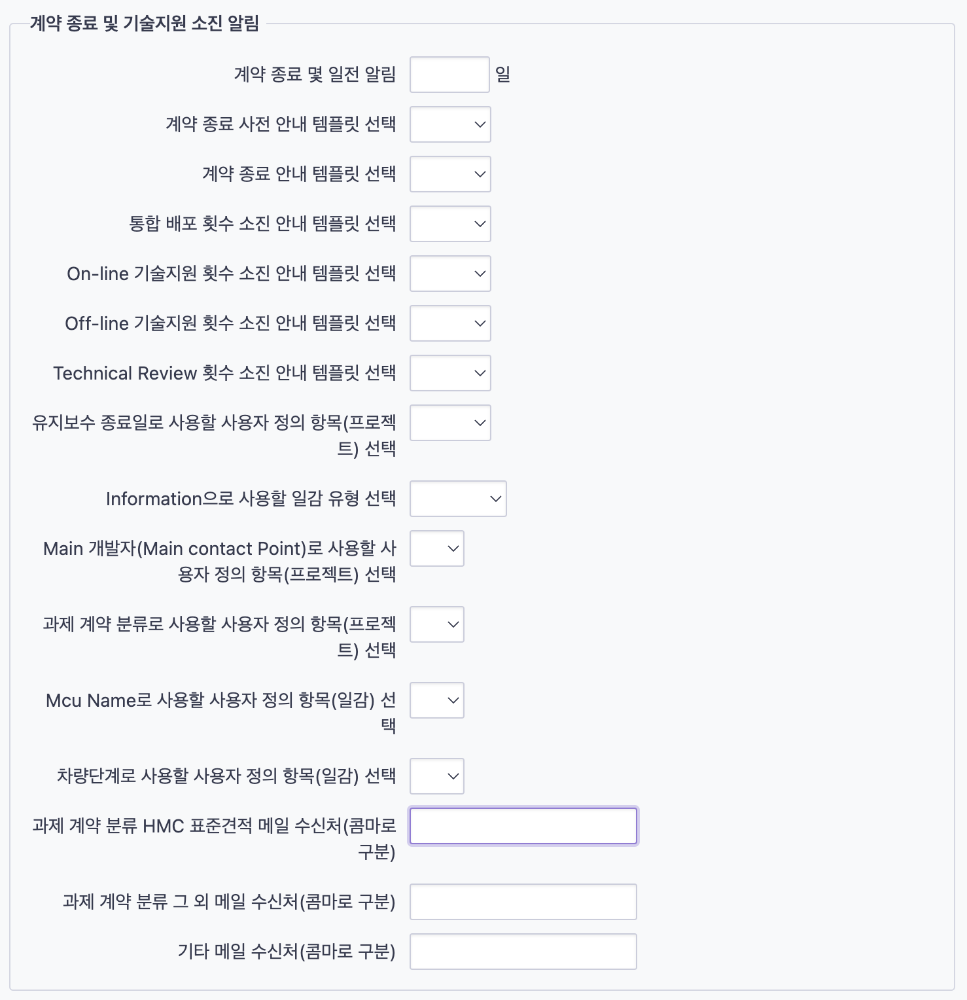 계약 종료 및 기술지원 소진 알림
계약 종료 몇 일전 알림 일
계약 종료 사전 안내 템플릿 선택
계약 종료 안내 템플릿 선택
통합 배포 횟수 소진 안내 템플릿 선택
On-line 기술지원 횟수 소진 안내 템플릿 선택
Off-line 기술지원 횟수 소진 안내 템플릿 선택
Technical Review 횟수 소진 안내 템플릿 선택
유지보수 종료일로 사용할 사용자 정의 항목(프로젝
트) 선택
Information으로 사용할 일감 유형 선택
Main 개발자(Main contact Point)로 사용할 사
용자 정의 항목(프로젝트) 선택
과제 계약 분류로 사용할 사용자 정의 항목(프로젝
트) 선택
Mcu Name로 사용할 사용자 정의 항목(일감) 선
택
차량단계로 사용할 사용자 정의 항목(일감) 선택
과제 계약 분류 HMC 표준견적 메일 수신처(콤마로
구분)
과제 계약 분류 그 외 메일 수신처(콤마로 구분)
기타 메일 수신처(콤마로 구분)